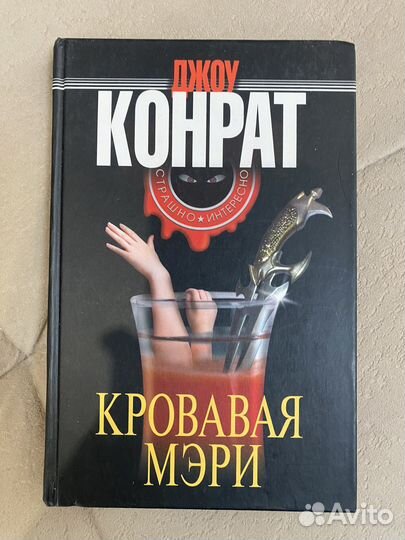 ДЖОУ
КОНРАТ
СТРАШНО ★ ИНТЕРЕСНО
КРОВАВАЯ
МЭРИ
Avito